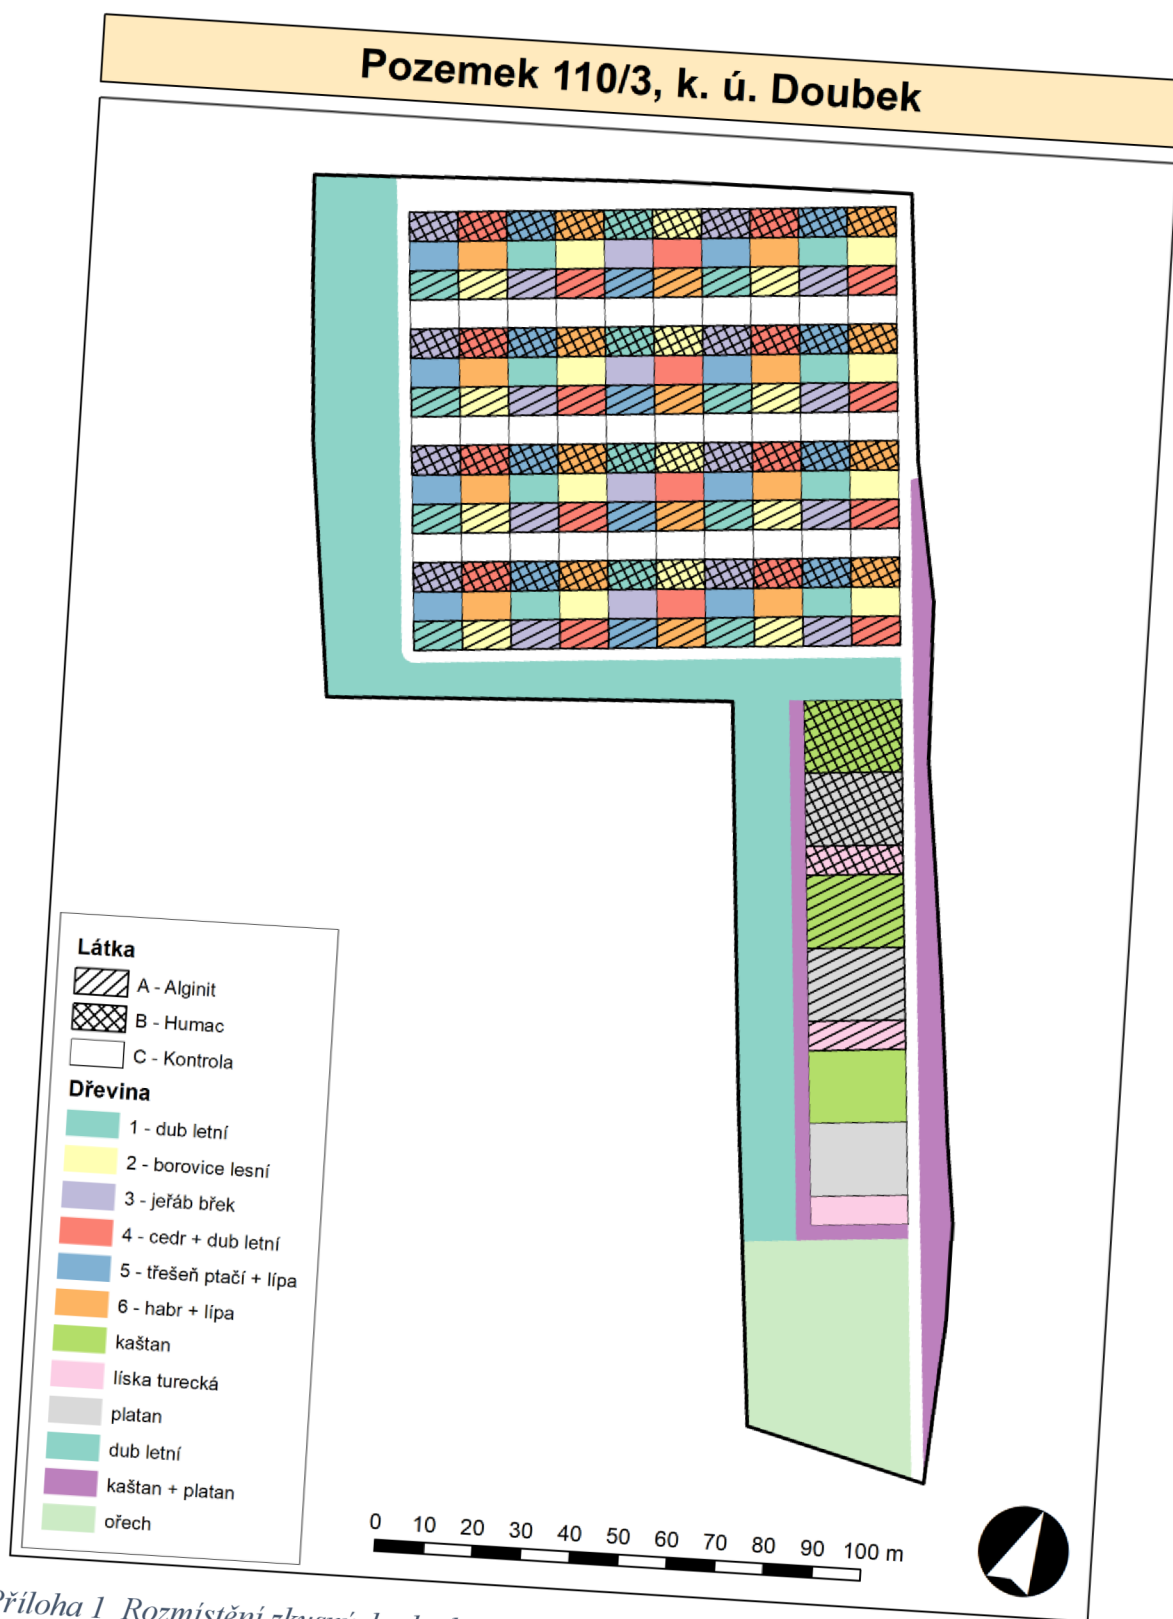 Pozemek 110/3, k. ú. Doubek
Látka
A - Alginit
B - Humac
C - Kontrola
Dřevina
1 - dub letní
2 - borovice lesní
3 - jeřáb břek
4 - cedr + dub letní
5 - třešeň ptačí + lípa
6 - habr + lípa
kaštan
líska turecká
platan
dub letní
kaštan + platan
ořech
0 10 20 30 40 50 60 70 80 90 100 m
Příloha 1 Rozmístění